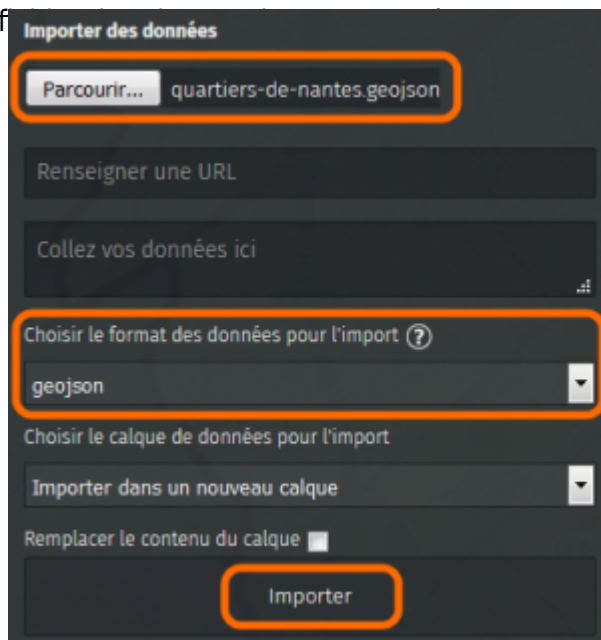 Importer des données
Parcourir... quartiers-de-nantes.geojson
Renseigner une URL
Collez vos données ici
Choisir le format des données pour l'import ?
geojson
Choisir le calque de données pour l'import
Importer dans un nouveau calque
Remplacer le contenu du calque
Importer